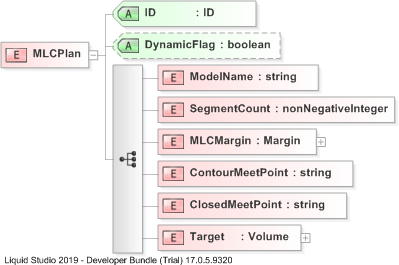 A ID : ID
A DynamicFlag : boolean
E MLCPlan
E ModelName : string
E SegmentCount : nonNegativeInteger
E MLCMargin : Margin
E ContourMeetPoint : string
E ClosedMeetPoint : string
E Target : Volume
Liquid Studio 2019 - Developer Bundle (Trial) 17.0.5.9320